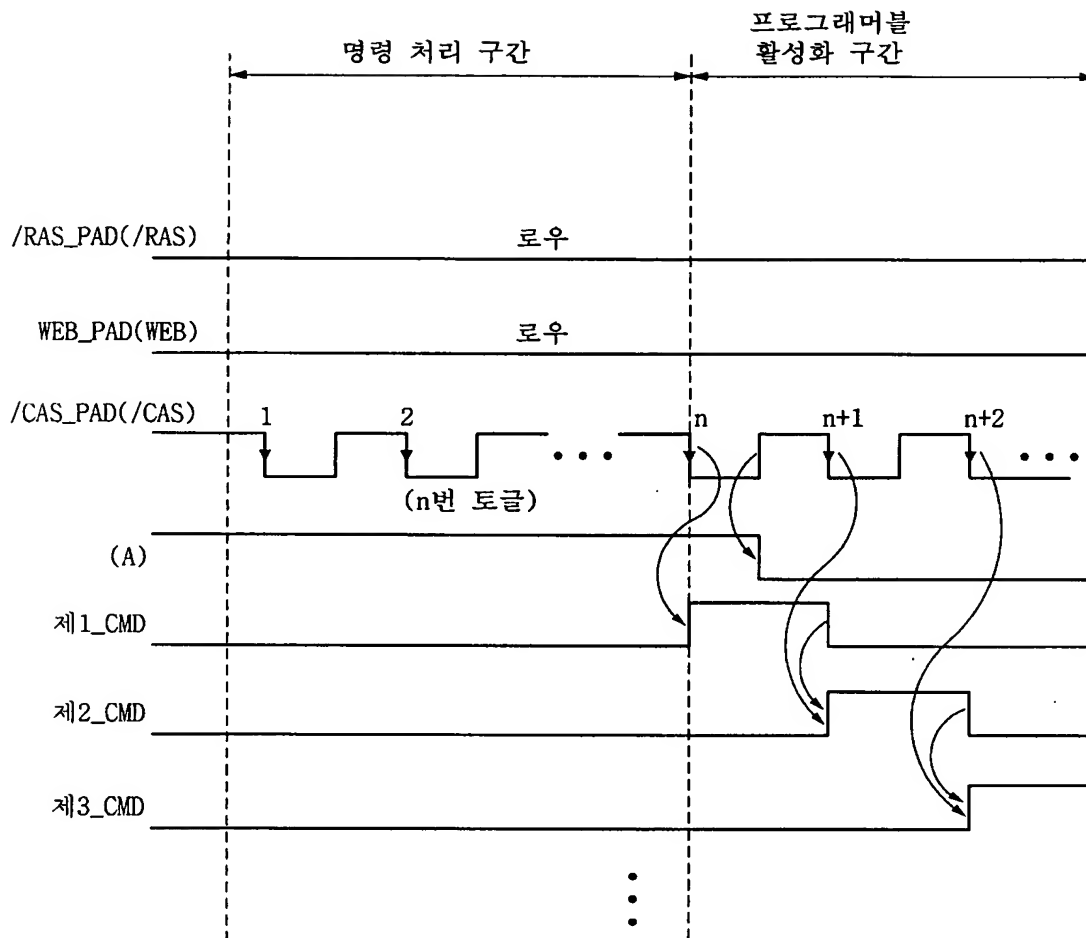 명령 처리 구간
프로그래머블
활성화 구간
/RAS_PAD(/RAS)
로우
WEB_PAD(WEB)
로우
/CAS_PAD(/CAS)
1
2
n
n+1
n+2
(n번 토글)
(A)
제1_CMD
제2_CMD
제3_CMD